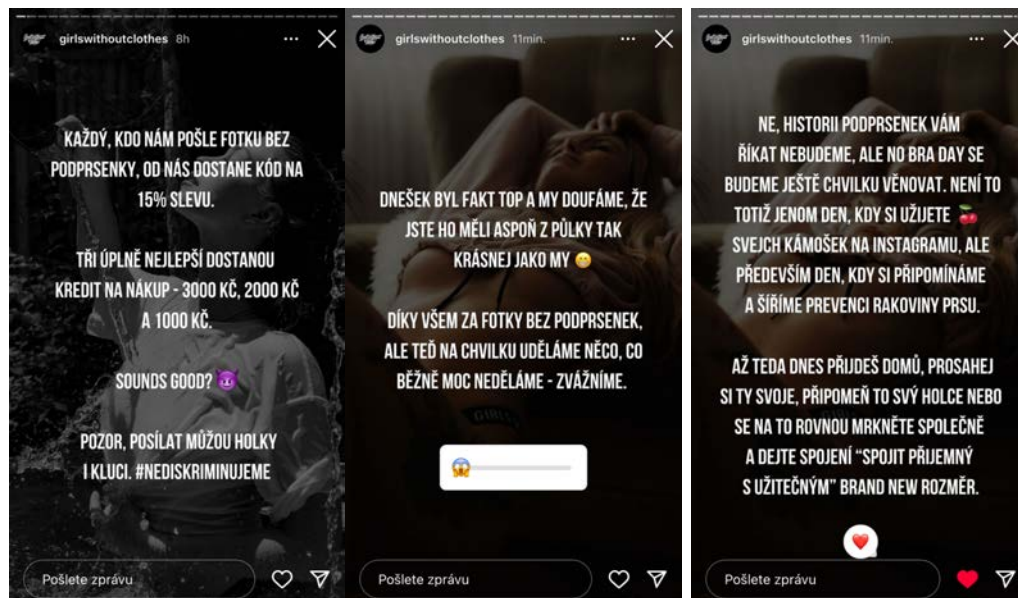 girlswithoutclothes 8h
KAŽDÝ, KDO NÁM POŠLE FOTKU BEZ
PODPRSENKY, OD NÁS DOSTANE KÓD NA
15% SLEVU.
TŘI ÚPLNĚ NEJLEPŠÍ DOSTANOU
KREDIT NA NÁKUP - 3000 KČ, 2000 KČ
A 1000 KČ.
SOUNDS GOOD? 😈
POZOR, POSÍLAT MŮŽOU HOLKY
I KLUCI. #NEDISKRIMINUJEME
Pošlete zprávu
girlswithoutclothes 11min.
DNEŠEK BYL FAKT TOP A MY DOUFÁME, ŽE
JSTE HO MĚLI ASPOŇ Z PŮLKY TAK
KRÁSNEJ JAKO MY 😁
DÍKY VŠEM ZA FOTKY BEZ PODPRSENEK,
ALE TEĎ NA CHVILKU UDĚLÁME NĚCO, CO
BĚŽNĚ MOC NEDĚLÁME - ZVÁŽNÍME.
GIRL
Pošlete zprávu
girlswithoutclothes 11min.
NE, HISTORII PODPRSENEK VÁM
ŘÍKAT NEBUDEME, ALE NO BRA DAY SE
BUDEME JEŠTĚ CHVILKU VĚNOVAT. NENÍ TO
TOTIŽ JENOM DEN, KDY SI UŽIJETE 🍒
SVEJCH KÁMOŠEK NA INSTAGRAMU, ALE
PŘEDEVŠÍM DEN, KDY SI PŘIPOMÍNÁME
A ŠÍŘÍME PREVENCI RAKOVINY PRSU.
AŽ TEDA DNES PŘIJDEŠ DOMŮ, PROSAHEJ
SI TY SVOJE, PŘIPOMEŇ TO SVÝ HOLCE NEBO
SE NA TO ROVNOU MRKNĚTE SPOLEČNĚ
A DEJTE SPOJENÍ “SPOJIT PŘIJEMNÝ
S UŽITEČNÝM” BRAND NEW ROZMĚR.
Pošlete zprávu